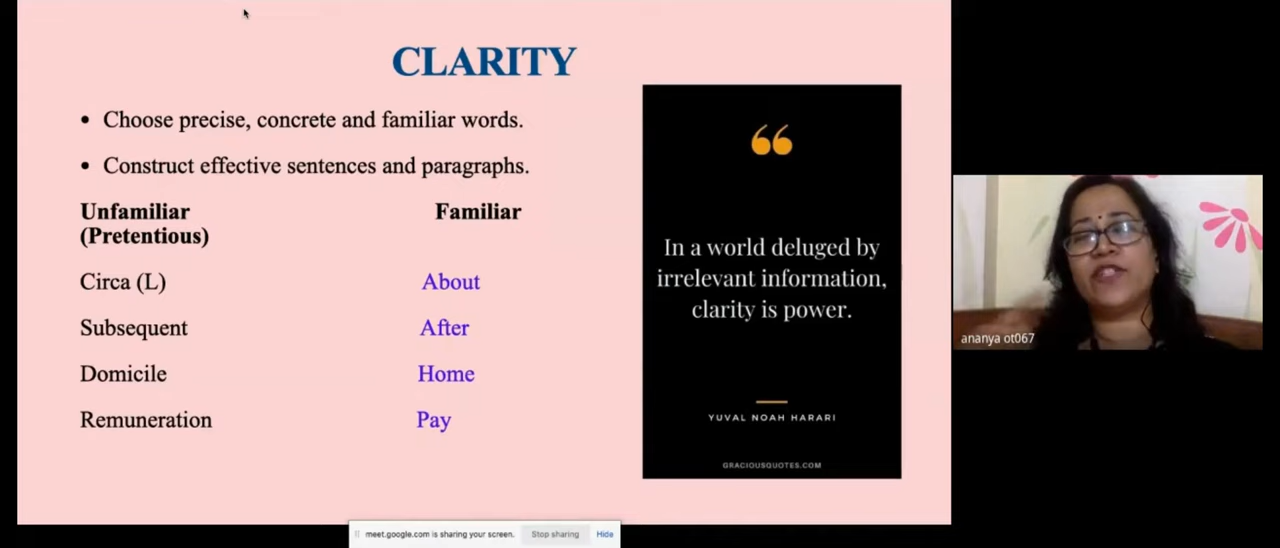 CLARITY
• Choose precise, concrete and familiar words.
• Construct effective sentences and paragraphs.
Unfamiliar Familiar
(Pretentious)
Circa (L) About
Subsequent After
Domicile Home
Remuneration Pay
“
In a world deluged by
irrelevant information,
clarity is power.
YUVAL NOAH HARARI
GRACIOUSQUOTES.COM
ananya ot067
meet.google.com is sharing your screen. Stop sharing Hide